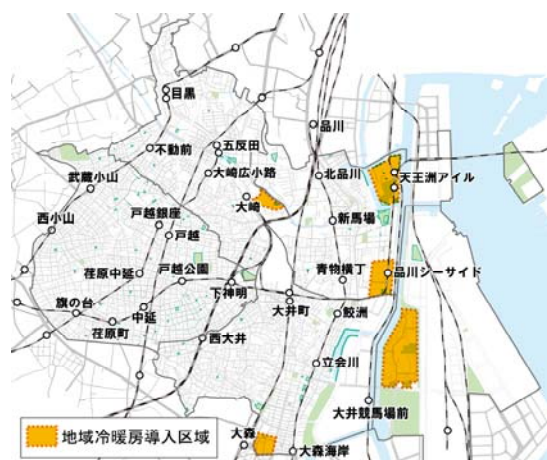 目黒
品川
不動前
五反田
武蔵小山
大崎広小路
北品川
天王洲アイル
大崎
西小山
戸越銀座
新馬場
戸越
荏原中延
戸越公園
青物横丁
品川シーサイド
下神明
旗の台
中延
大井町
鮫洲
荏原町
西大井
立会川
大井競馬場前
地域冷暖房導入区域
大森
大森海岸